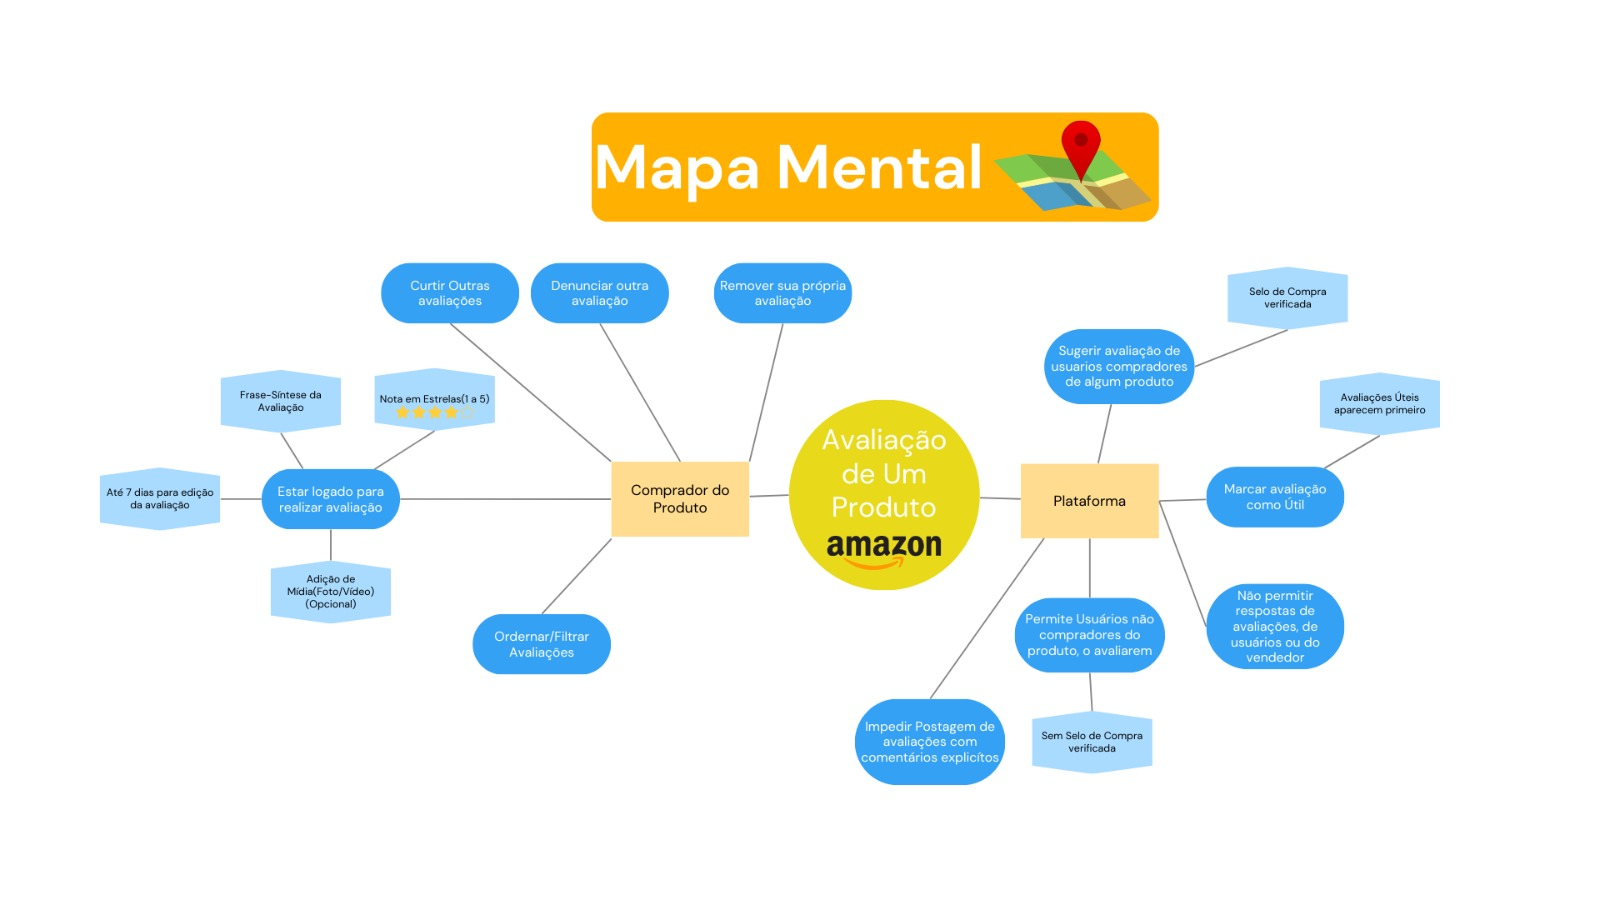 Mapa Mental
Curtir Outras
avaliações
Denunciar outra
avaliação
Remover sua própria
avaliação
Selo de Compra
verificada
Sugerir avaliação de
usuarios compradores
de algum produto
Frase-Síntese da
Avaliação
Nota em Estrelas(1 a 5)
Avaliações Úteis
aparecem primeiro
Até 7 dias para edição
da avaliação
Estar logado para
realizar avaliação
Comprador do
Produto
Avaliação
de Um
Produto
amazon
Plataforma
Marcar avaliação
como Útil
Adição de
Mídia(Foto/Vídeo)
(Opcional)
Ordernar/Filtrar
Avaliações
Permite Usuários não
compradores do
produto, o avaliarem
Não permitir
respostas de
avaliações, de
usuários ou do
vendedor
Impedir Postagem de
avaliações com
comentários explicítos
Sem Selo de Compra
verificada